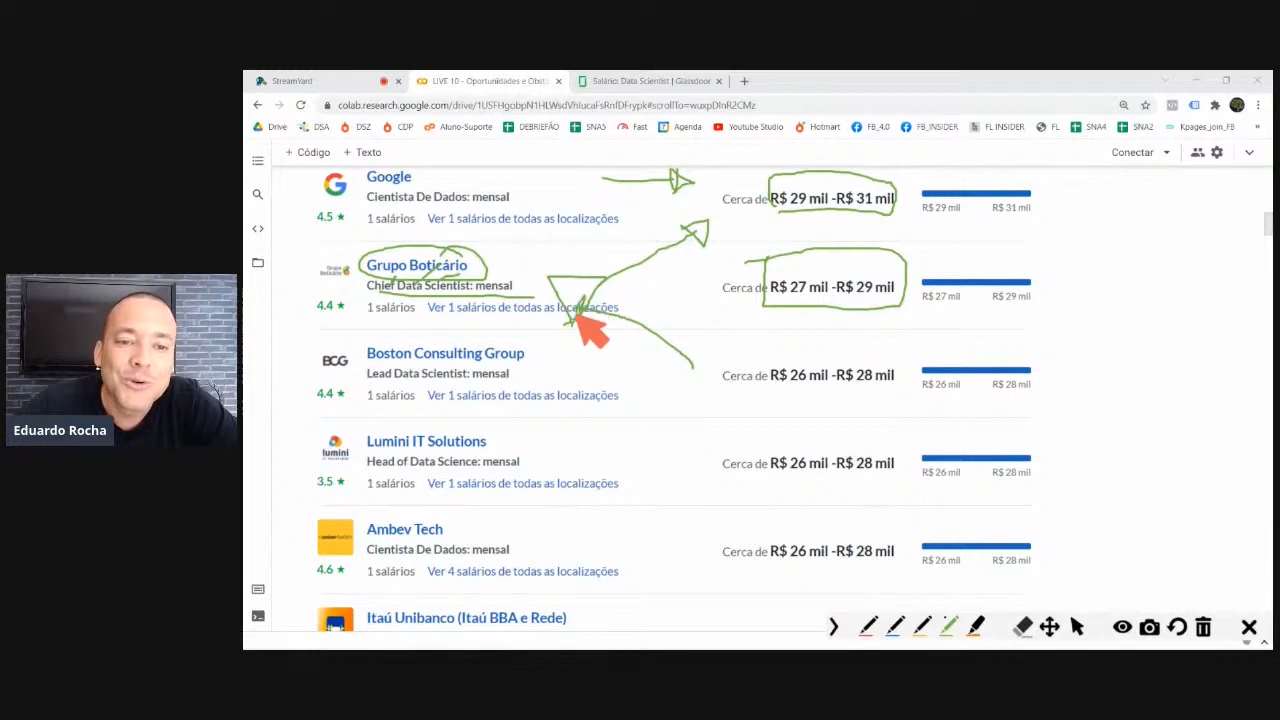 StreamYard
LIVE 10 - Oportunidades e Obst
Salário: Data Scientist | Glassdoor
Drive
DSA
DSZ
CDP
Aluno-Suporte
DEBRIEFÃO
SNA5
Fast
Agenda
Youtube Studio
Hotmart
FB_4.0
FB_INSIDER
FL INSIDER
FL
SNA4
SNA2
Kpages_join_FB
»
+ Código + Texto
Conectar
Google
Cientista De Dados: mensal
4.5 ★ 1 salários Ver 1 salários de todas as localizações
Cerca de R$ 29 mil -R$ 31 mil
R$ 29 mil R$ 31 mil
Grupo Boticário
Grupo Boticário
Chief Data Scientist: mensal
4.4 ★ 1 salários Ver 1 salários de todas as localizações
Cerca de R$ 27 mil -R$ 29 mil
R$ 27 mil R$ 29 mil
BCG
Boston Consulting Group
Lead Data Scientist: mensal
4.4 ★ 1 salários Ver 1 salários de todas as localizações
Cerca de R$ 26 mil -R$ 28 mil
R$ 26 mil R$ 28 mil
lumini
Lumini IT Solutions
Head of Data Science: mensal
3.5 ★ 1 salários Ver 1 salários de todas as localizações
Cerca de R$ 26 mil -R$ 28 mil
R$ 26 mil R$ 28 mil
Ambev Tech
Cientista De Dados: mensal
4.6 ★ 1 salários Ver 4 salários de todas as localizações
Cerca de R$ 26 mil -R$ 28 mil
R$ 26 mil R$ 28 mil
Itaú Unibanco (Itaú BBA e Rede)
Eduardo Rocha